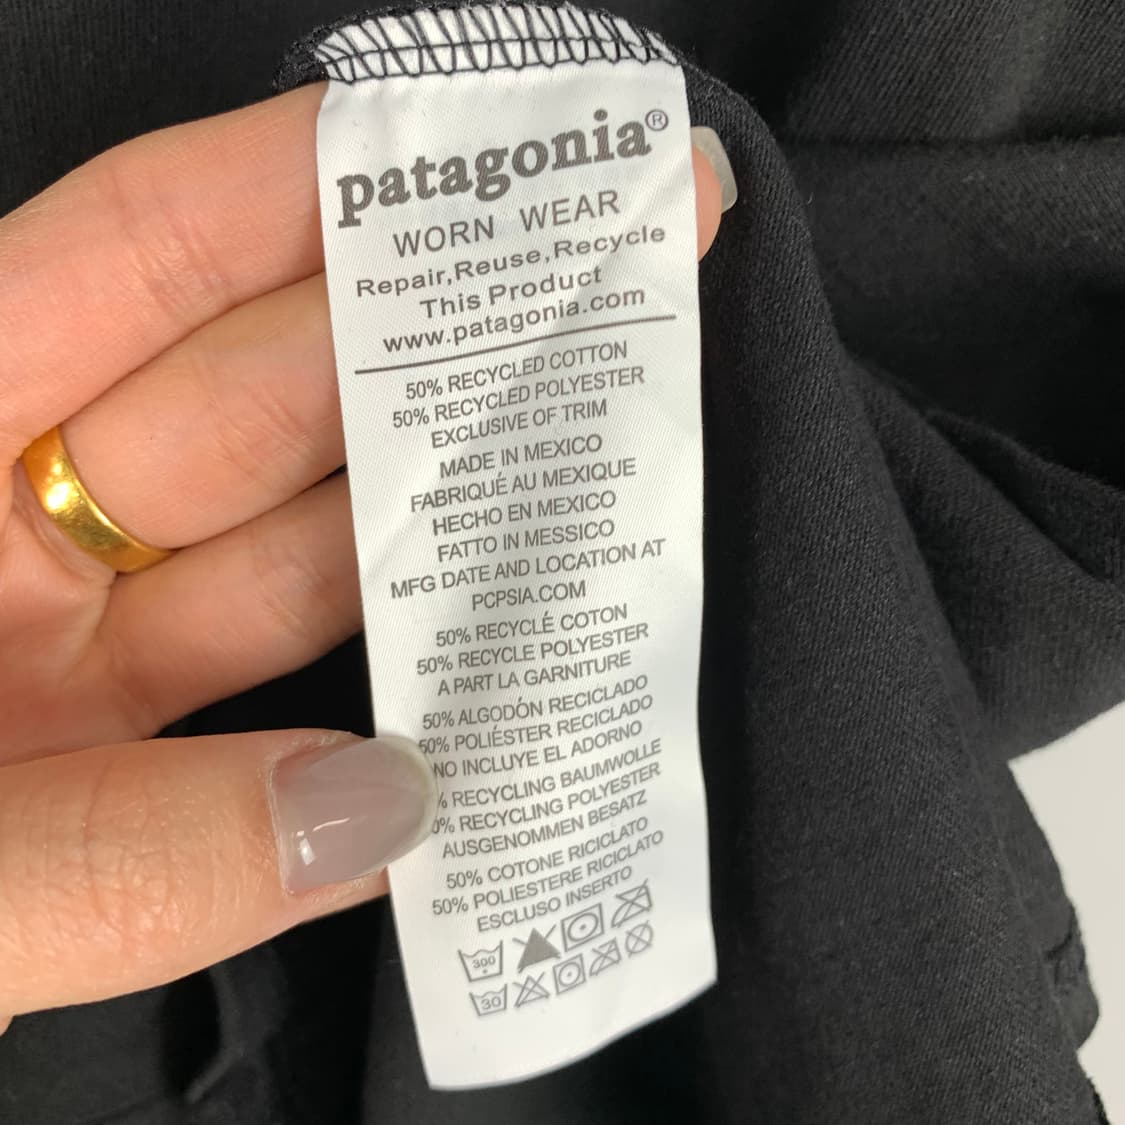 patagonia®
WORN WEAR
Repair,Reuse,Recycle
This Product
www.patagonia.com
50% RECYCLED COTTON
50% RECYCLED POLYESTER
EXCLUSIVE OF TRIM
MADE IN MEXICO
FABRIQUÉ AU MEXIQUE
HECHO EN MEXICO
FATTO IN MESSICO
MFG DATE AND LOCATION AT
PCPSIA.COM
50% RECYCLÉ COTON
50% RECYCLE POLYESTER
A PART LA GARNITURE
50% ALGODÓN RECICLADO
50% POLIÉSTER RECICLADO
NO INCLUYE EL ADORNO
% RECYCLING BAUMWOLLE
0% RECYCLING POLYESTER
AUSGENOMMEN BESATZ
50% COTONE RICICLATO
50% POLIESTERE RICICLATO
ESCLUSO INSERTO
300
30